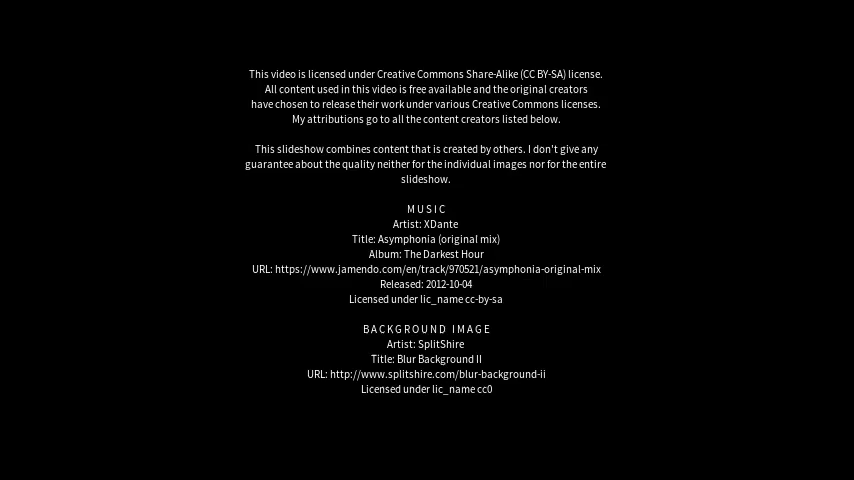 This video is licensed under Creative Commons Share-Alike (CC BY-SA) license.
All content used in this video is free available and the original creators
have chosen to release their work under various Creative Commons licenses.
My attributions go to all the content creators listed below.
This slideshow combines content that is created by others. I don't give any
guarantee about the quality neither for the individual images nor for the entire
slideshow.
MUSIC
Artist: XDante
Title: Asymphonia (original mix)
Album: The Darkest Hour
URL: https://www.jamendo.com/en/track/970521/asymphonia-original-mix
Released: 2012-10-04
Licensed under lic_name cc-by-sa
BACKGROUND IMAGE
Artist: SplitShire
Title: Blur Background II
URL: http://www.splitshire.com/blur-background-ii
Licensed under lic_name cc0